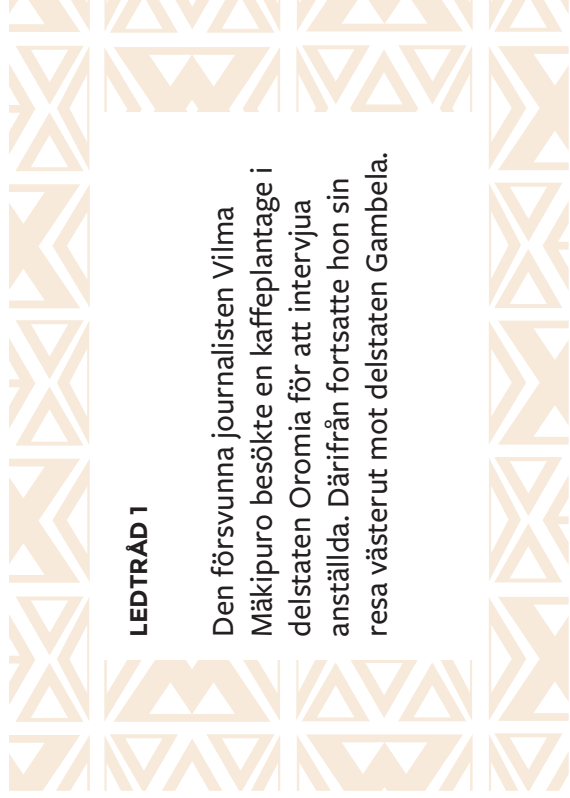 LEDTRÅD 1
Den försvunna journalisten Vilma
Mäkipuro besökte en kaffeplantage i
delstaten Oromia för att intervjua
anställda. Därifrån fortsatte hon sin
resa västerut mot delstaten Gambela.